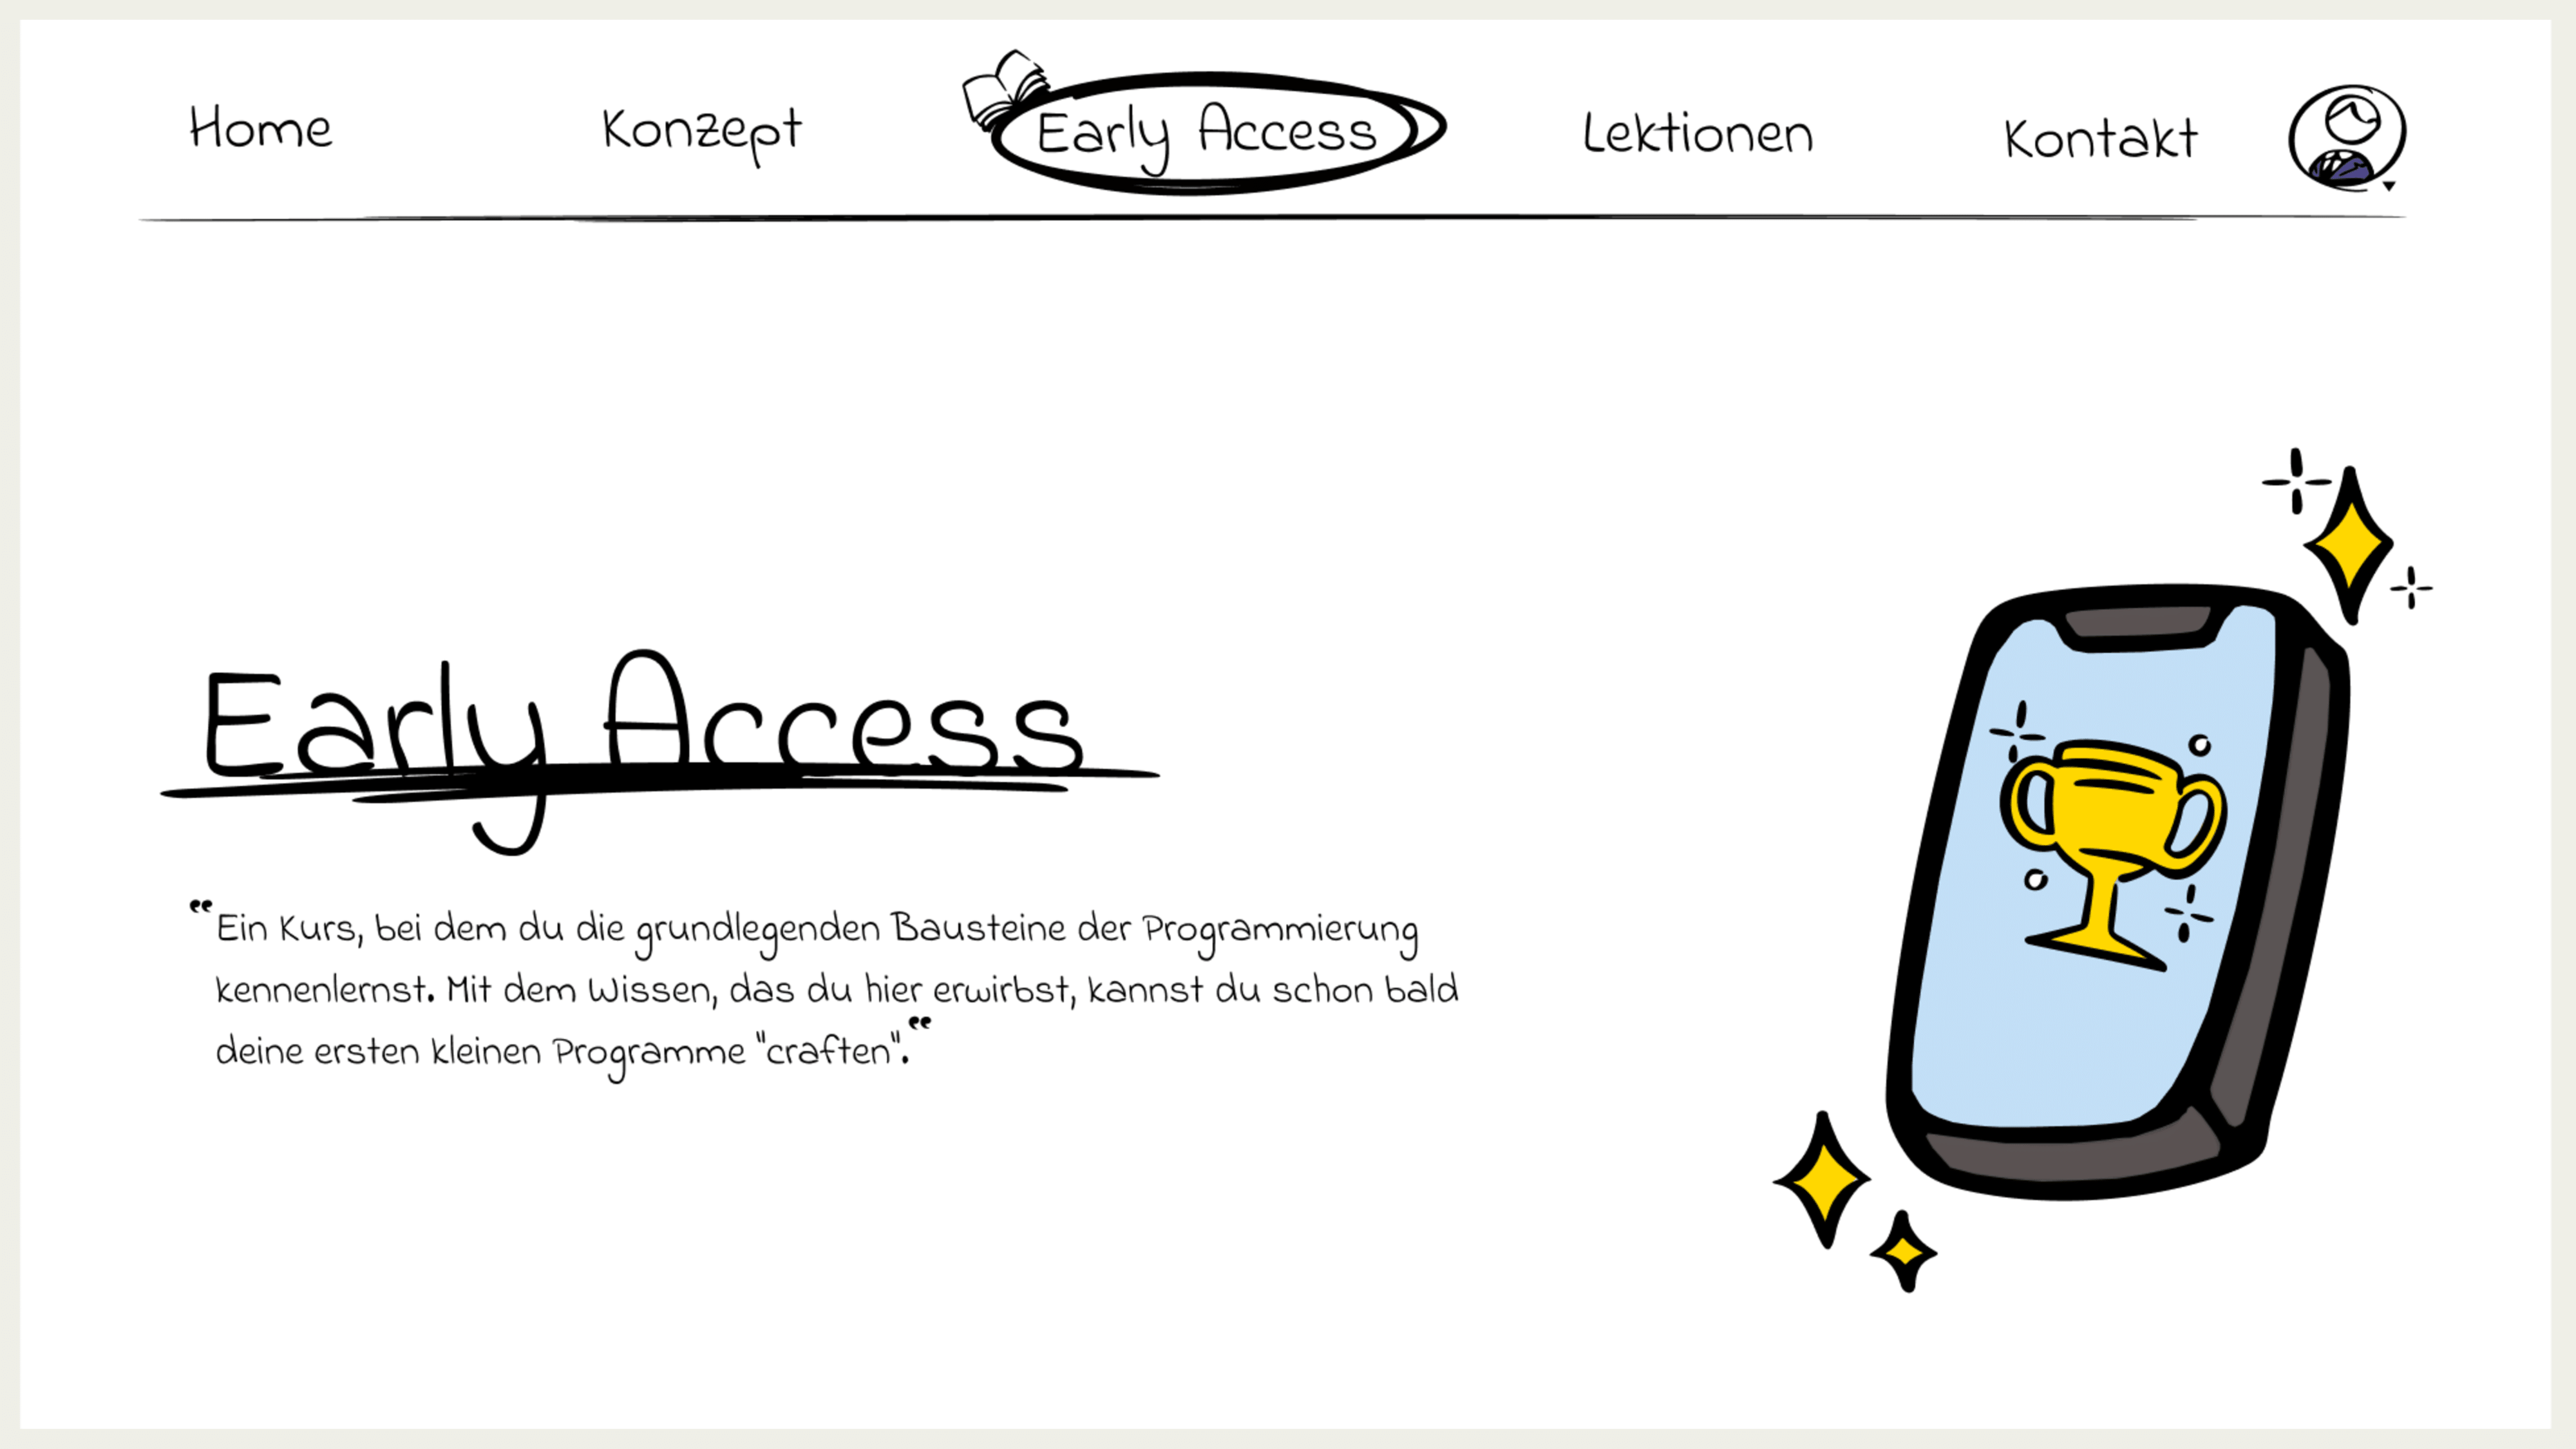 Home Konzept Early Access Lektionen Kontakt
Early Access
“Ein Kurs, bei dem du die grundlegenden Bausteine der Programmierung
kennenlernst. Mit dem Wissen, das du hier erwirbst, kannst du schon bald
deine ersten kleinen Programme "craften".“